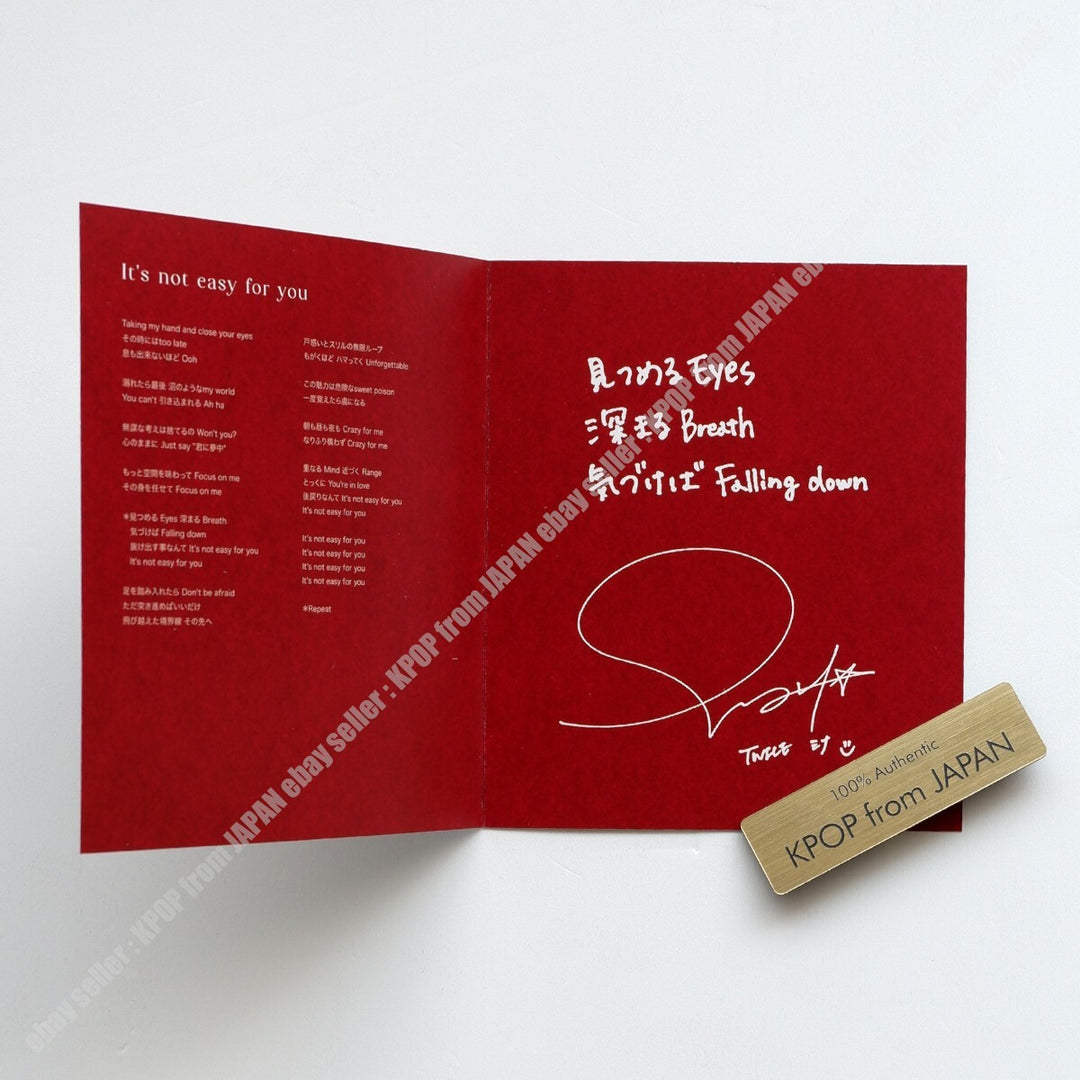 It's not easy for you
Taking my hand and close your eyes
その時にはtoo late
息も出来ないほど Ooh
溺れたら最後 沼のようなmy world
You can't 引き込まれる Ah ha
無謀な考えは捨てるの Won't you?
心のままに Just say "君に夢中"
もっと空間を味わって Focus on me
その身を任せて Focus on me
*見つめる Eyes 深まる Breath
気づけば Falling down
抜け出す事なんて It's not easy for you
It's not easy for you
足を踏み入れたら Don't be afraid
ただ突き進めばいいだけ
飛び越えた境界線 その先へ
戸惑いとスリルの無限ループ
もがくほど ハマってく Unforgettable
この魅力は危険なsweet poison
一度覚えたら虜になる
朝も昼も夜も Crazy for me
なりふり構わず Crazy for me
重なる Mind 近づく Range
とっくに You're in love
後戻りなんて It's not easy for you
It's not easy for you
It's not easy for you
It's not easy for you
It's not easy for you
It's not easy for you
*Repeat
見つめる Eyes
深まる Breath
気づけば Falling down
TWICE ミナ
100% Authentic
KPOP from JAPAN
ebay seller : KPOP from JAPAN ebay seller : KPOP from JAPAN ebay seller : KPOP from JAPAN